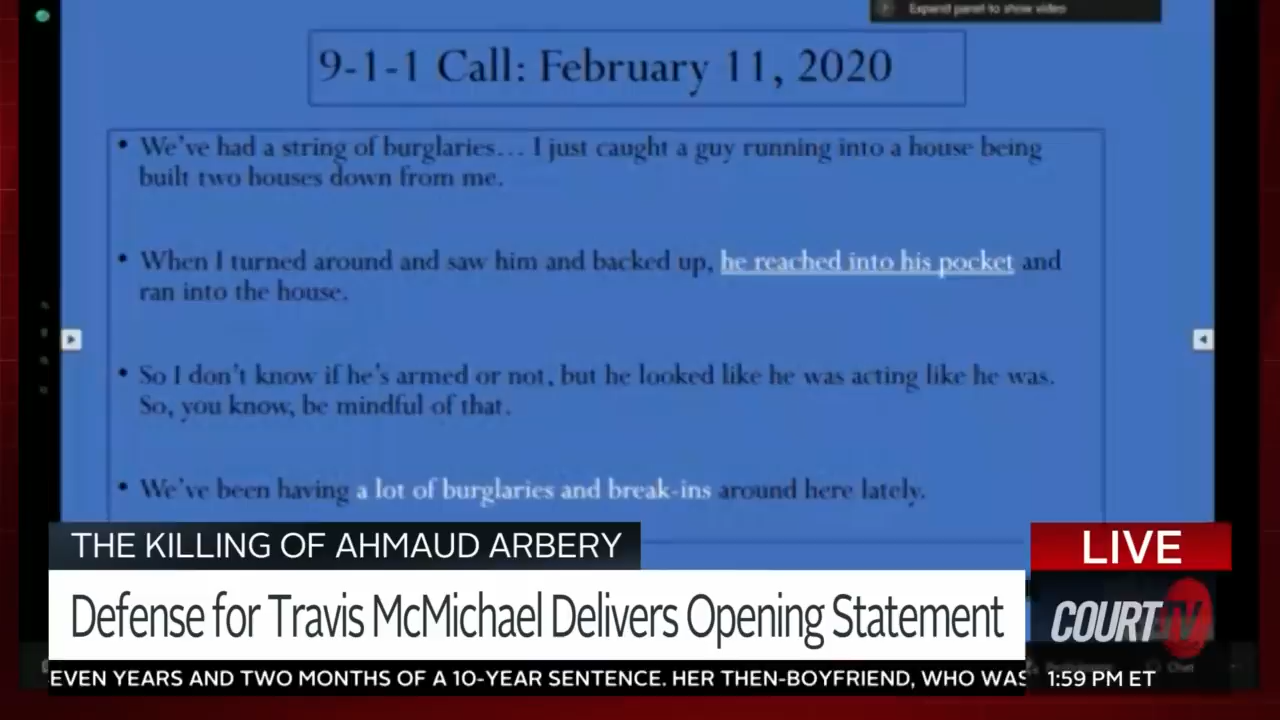 Expand panel to show video
9-1-1 Call: February 11, 2020
• We've had a string of burglaries... I just caught a guy running into a house being
built two houses down from me.
• When I turned around and saw him and backed up, he reached into his pocket and
ran into the house.
• So I don't know if he's armed or not, but he looked like he was acting like he was.
So, you know, be mindful of that.
• We've been having a lot of burglaries and break-ins around here lately.
THE KILLING OF AHMAUD ARBERY
LIVE
Defense for Travis McMichael Delivers Opening Statement
COURT TV
Chat
EVEN YEARS AND TWO MONTHS OF A 10-YEAR SENTENCE. HER THEN-BOYFRIEND, WHO WAS
1:59 PM ET